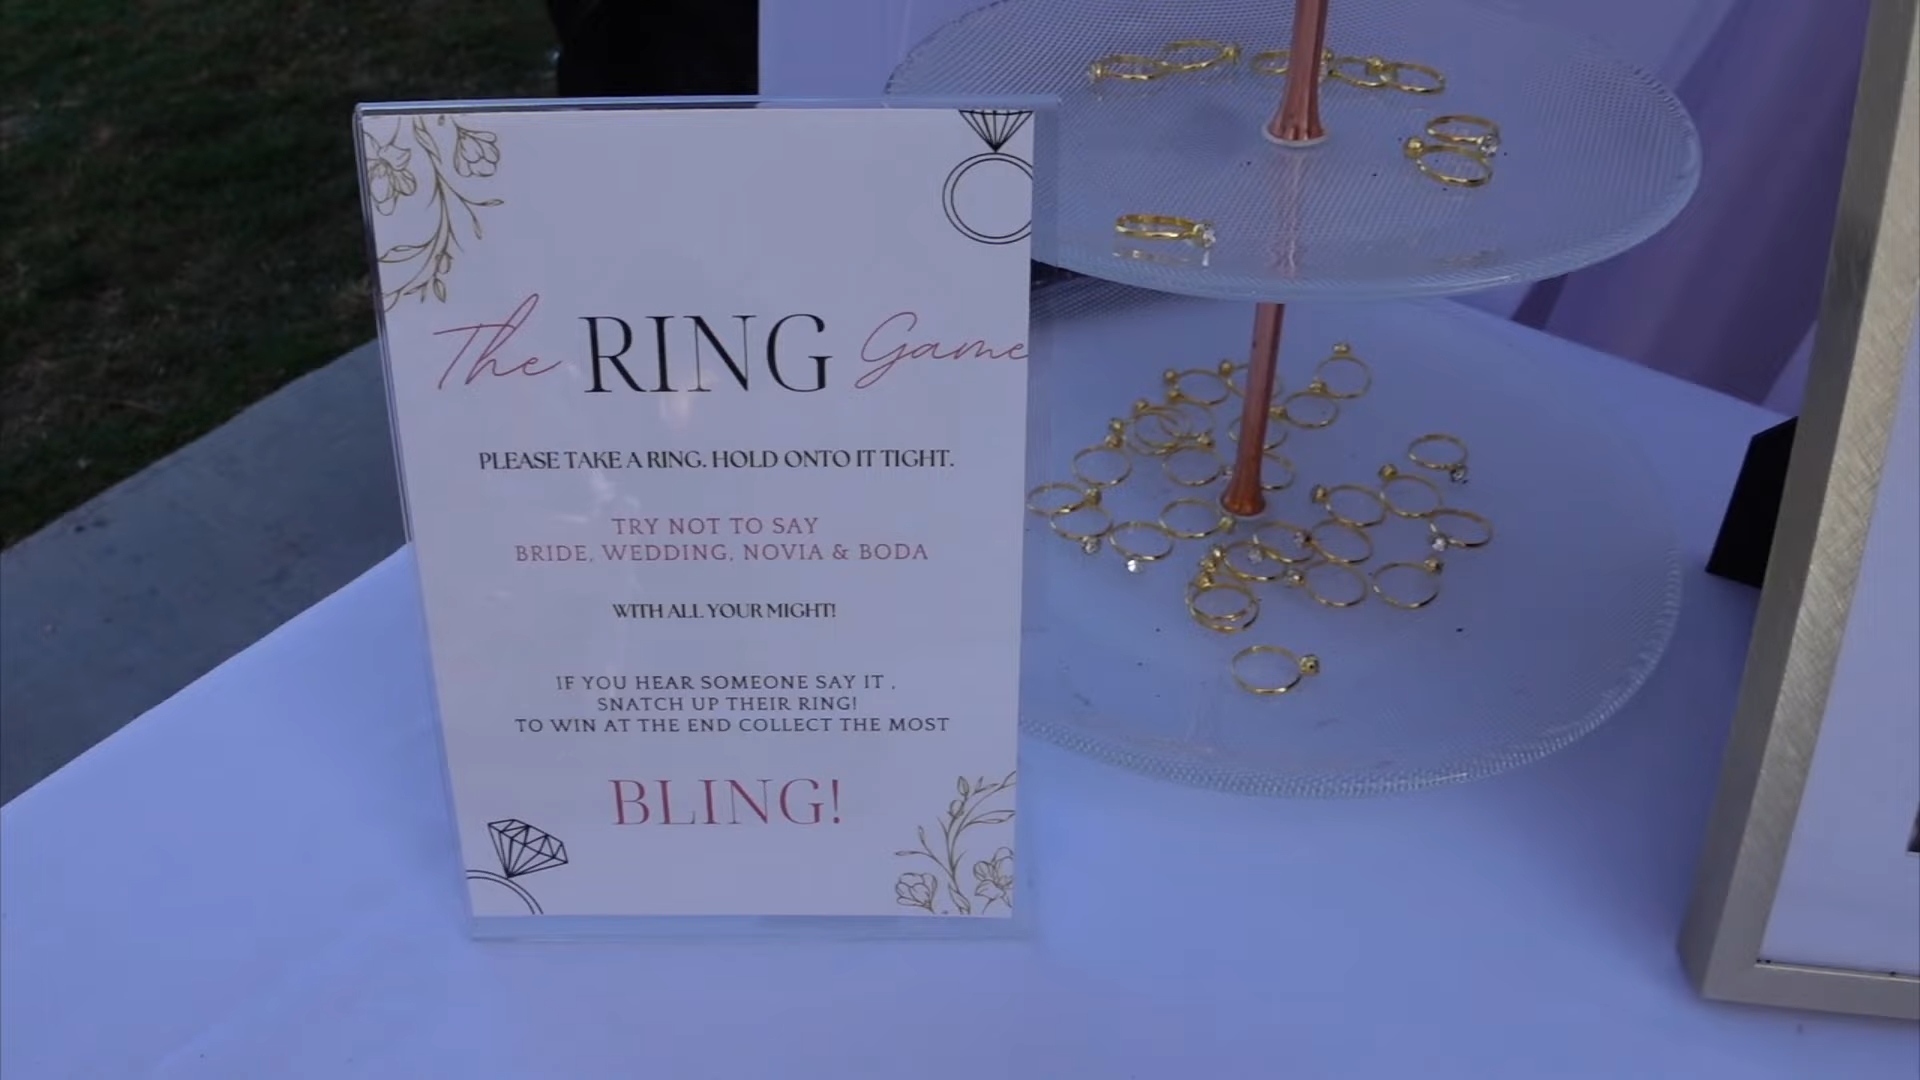 The RING Game
PLEASE TAKE A RING. HOLD ONTO IT TIGHT.
TRY NOT TO SAY
BRIDE, WEDDING, NOVIA & BODA
WITH ALL YOUR MIGHT!
IF YOU HEAR SOMEONE SAY IT ,
SNATCH UP THEIR RING!
TO WIN AT THE END COLLECT THE MOST
BLING!